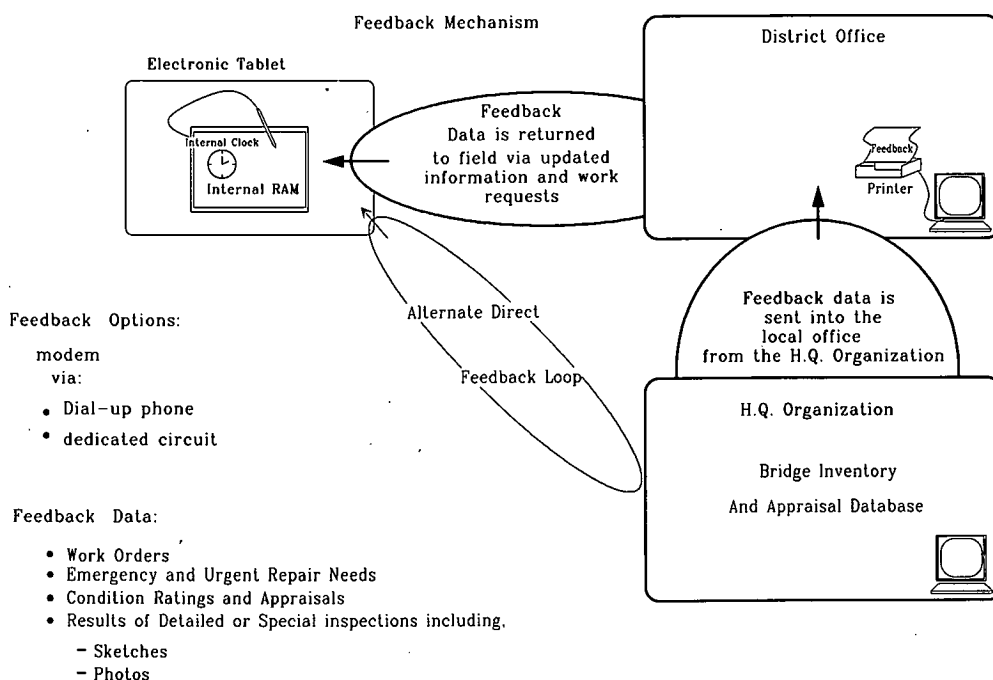 Feedback Mechanism
Electronic Tablet
Internal Clock
Internal RAM
Feedback
Data is returned
to field via updated
information and work
requests
District Office
Feedback
Printer
Alternate Direct
Feedback Loop
Feedback data is
sent into the
local office
from the H.Q. Organization
H.Q. Organization
Bridge Inventory
And Appraisal Database
Feedback Options:
modem
via:
• Dial-up phone
• dedicated circuit
Feedback Data:
• Work Orders
• Emergency and Urgent Repair Needs
• Condition Ratings and Appraisals
• Results of Detailed or Special inspections including,
- Sketches
- Photos